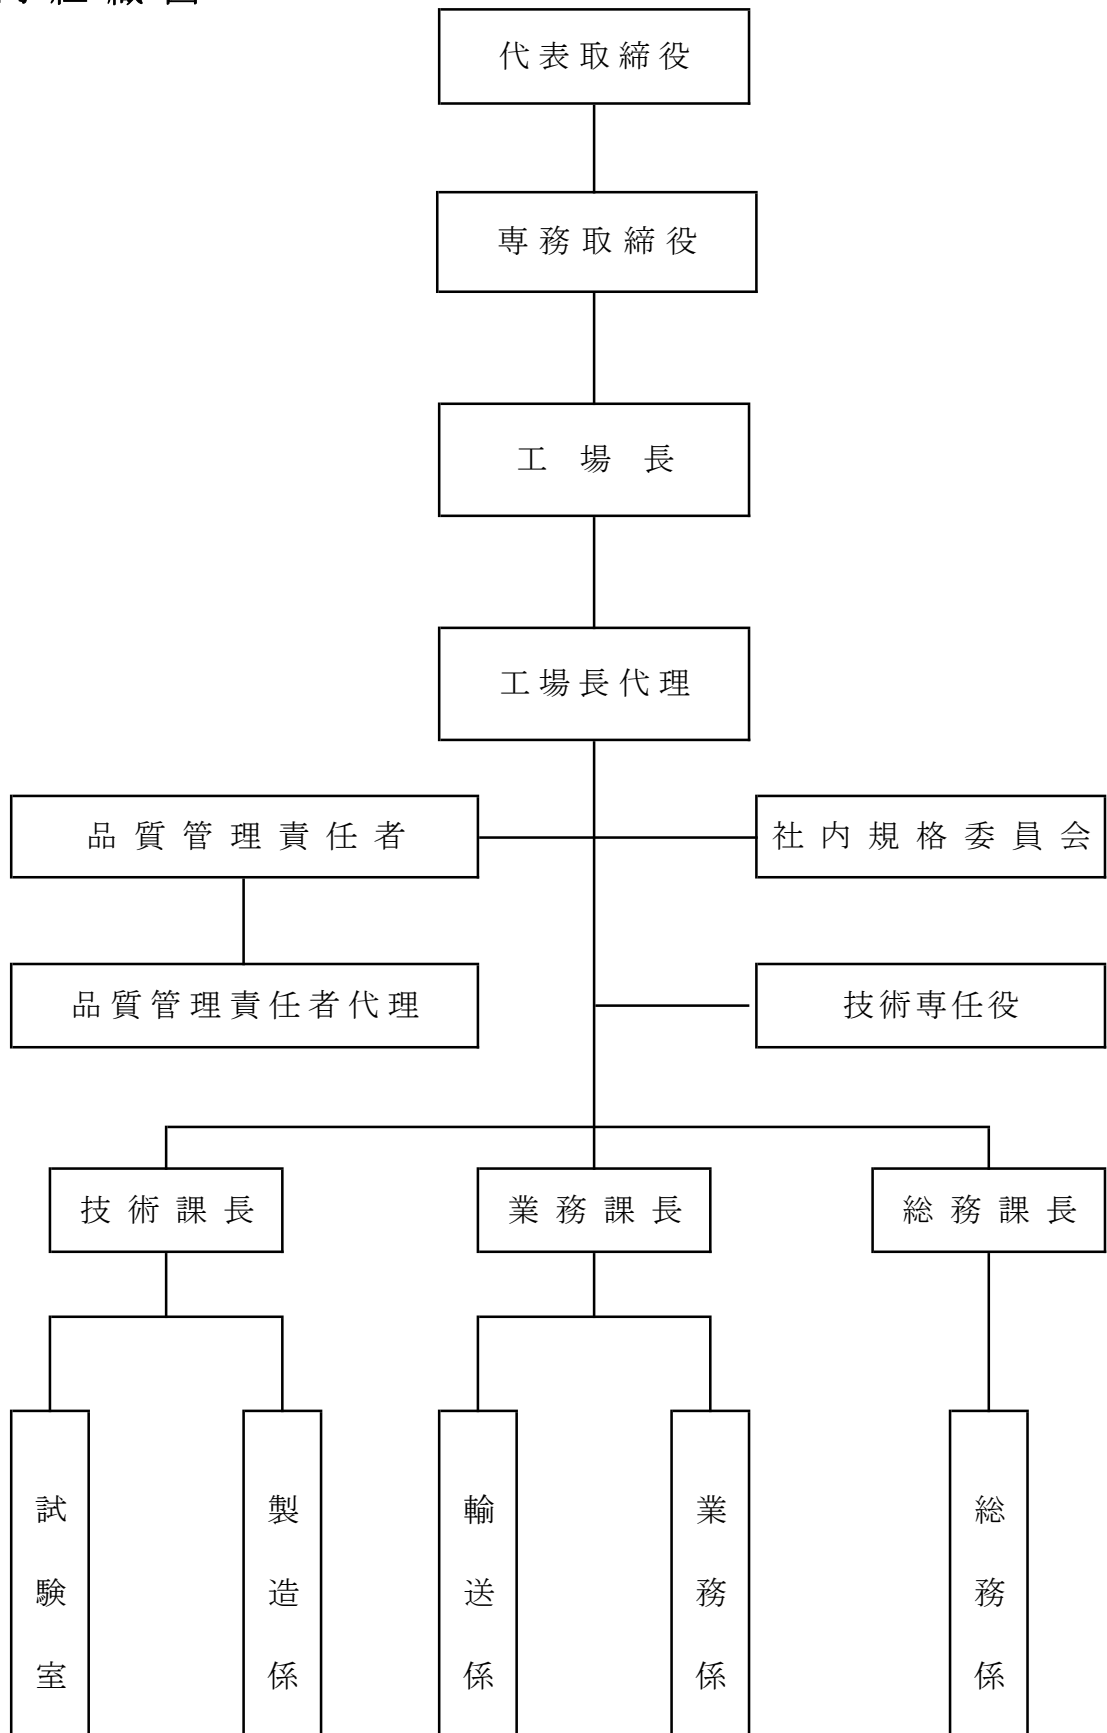 組織図
代表取締役
専務取締役
工場長
工場長代理
品質管理責任者
社内規格委員会
品質管理責任者代理
技術専任役
技術課長
業務課長
総務課長
試験室
製造係
輸送係
業務係
総務係